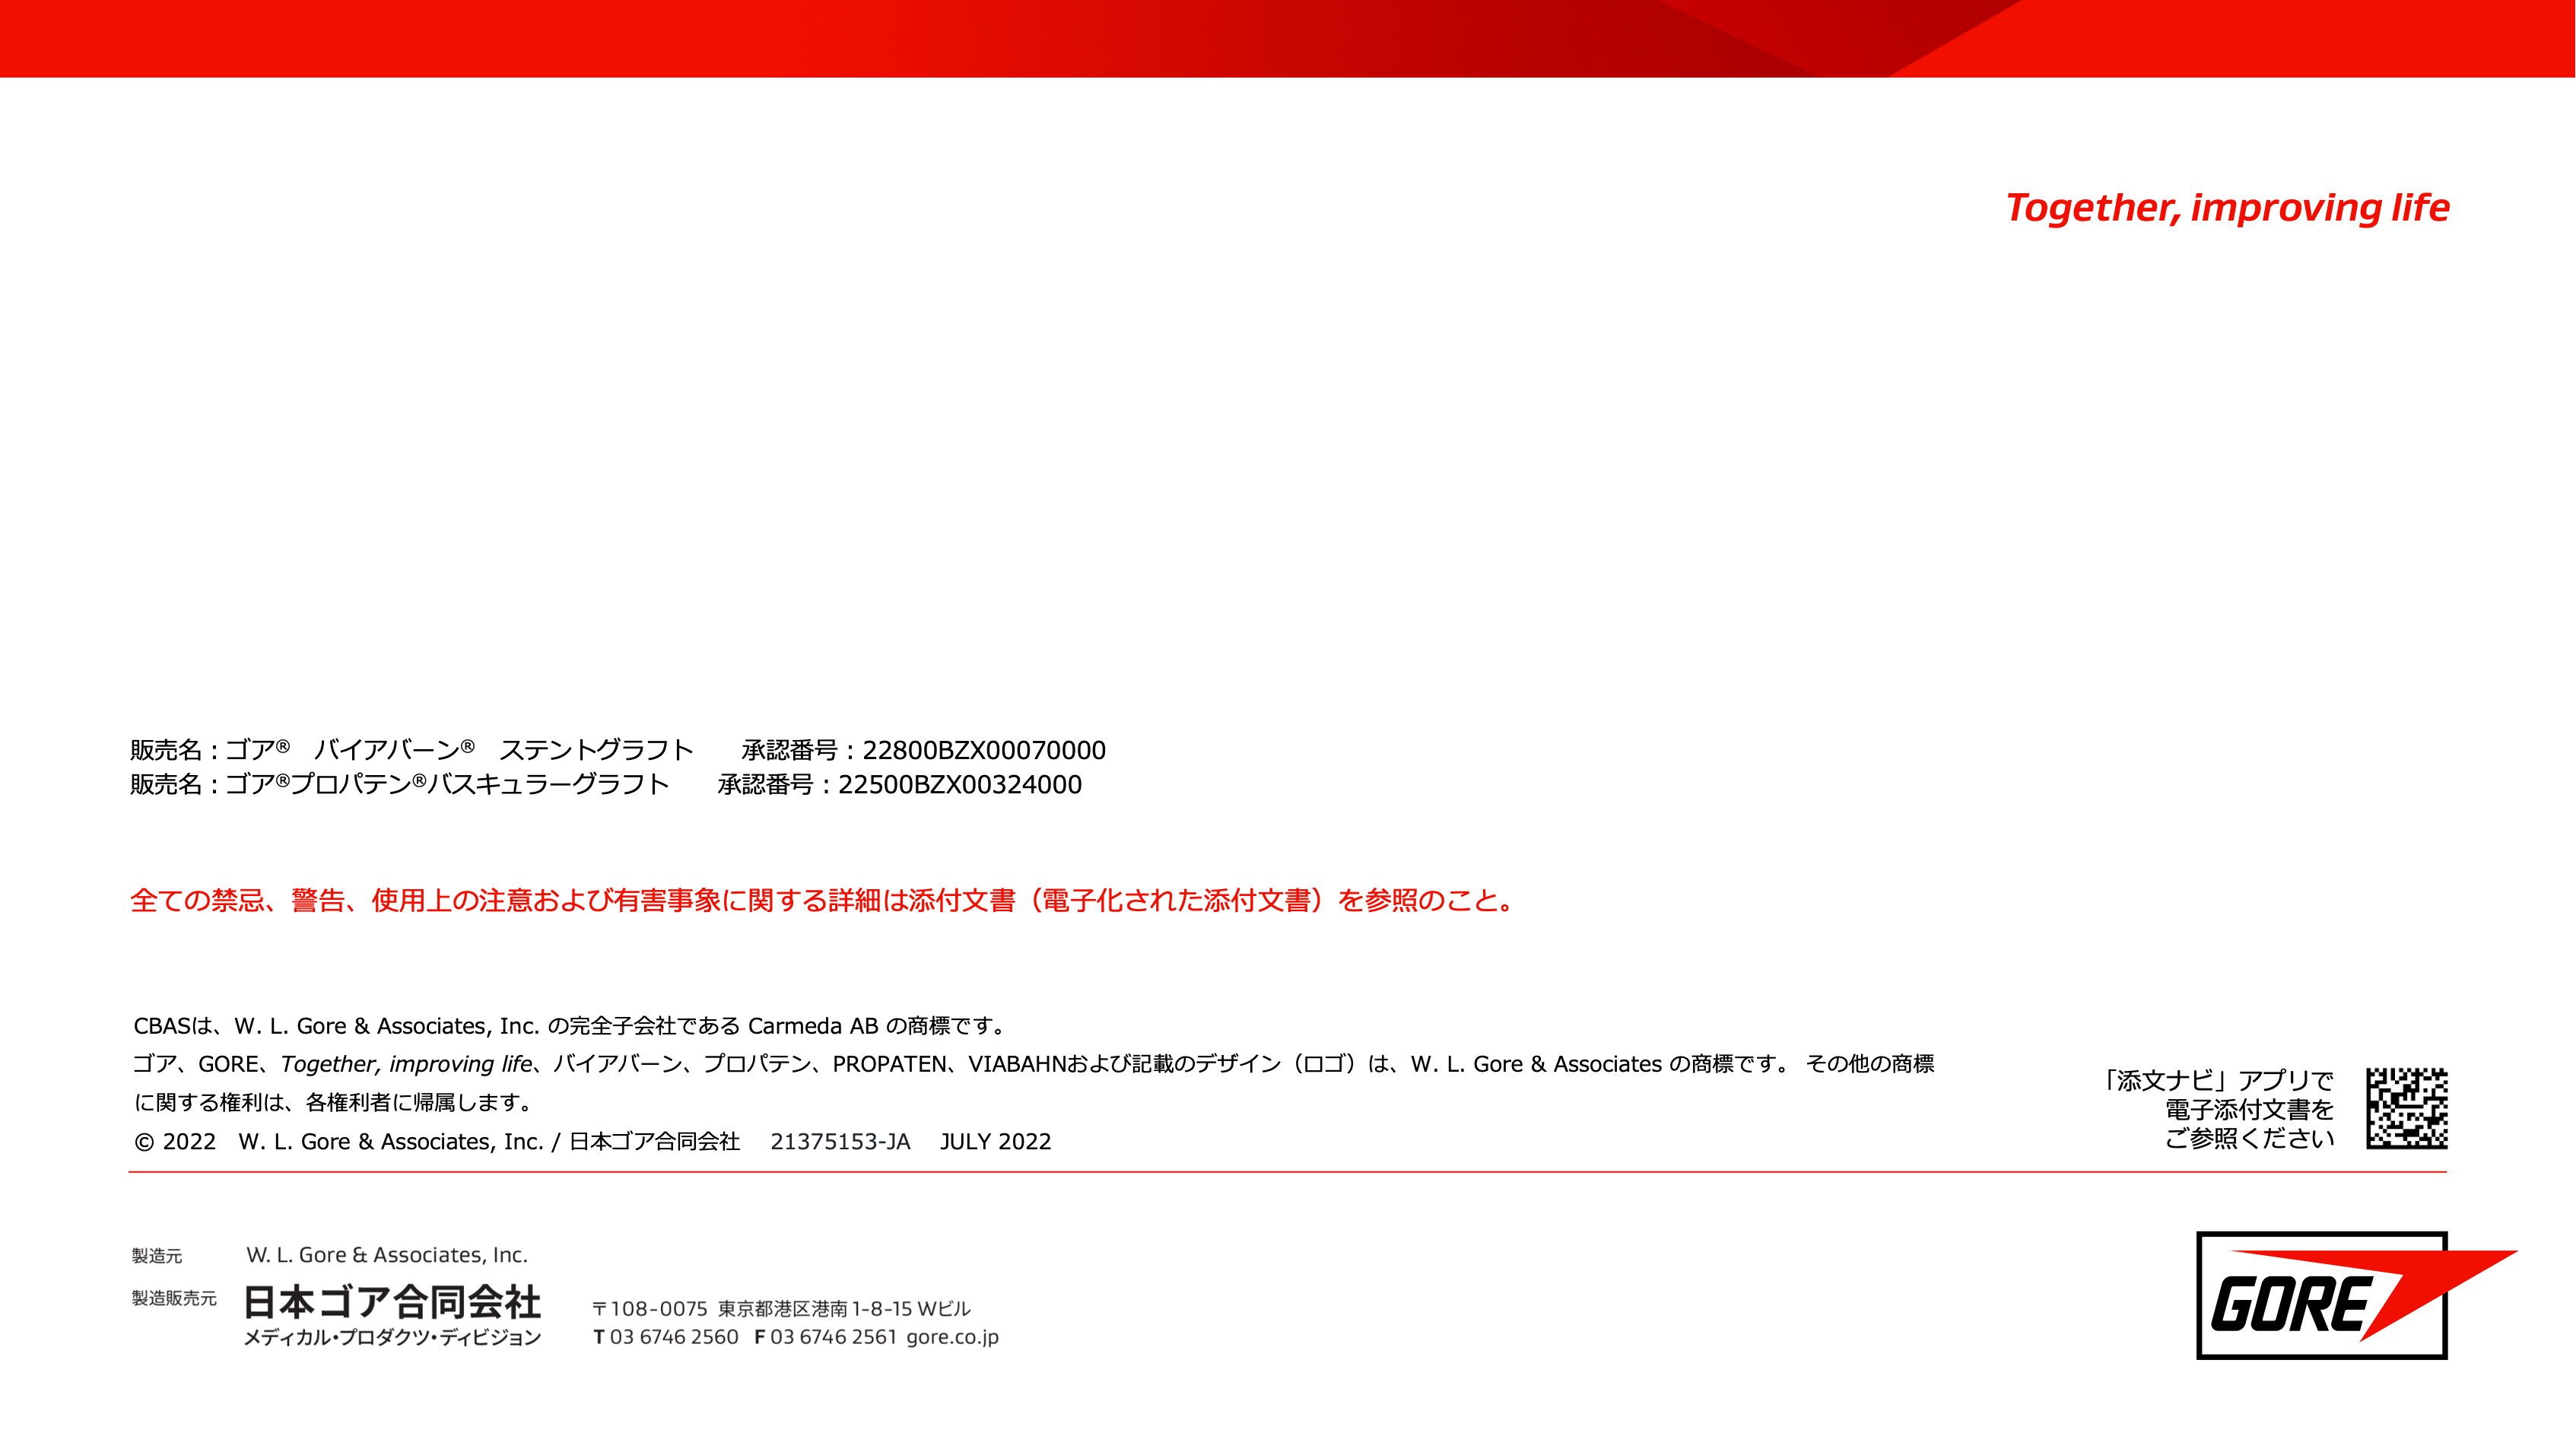 Together, improving life
販売名：ゴア®　バイアバーン®　ステントグラフト　　承認番号：22800BZX00070000
販売名：ゴア®プロパテン®バスキュラーグラフト　　承認番号：22500BZX00324000
全ての禁忌、警告、使用上の注意および有害事象に関する詳細は添付文書（電子化された添付文書）を参照のこと。
CBASは、W. L. Gore & Associates, Inc. の完全子会社である Carmeda AB の商標です。
ゴア、GORE、Together, improving life、バイアバーン、プロパテン、PROPATEN、VIABAHNおよび記載のデザイン（ロゴ）は、W. L. Gore & Associates の商標です。 その他の商標
に関する権利は、各権利者に帰属します。
© 2022　W. L. Gore & Associates, Inc. / 日本ゴア合同会社　 21375153-JA　 JULY 2022
「添文ナビ」アプリで
電子添付文書を
ご参照ください
製造元　W. L. Gore & Associates, Inc.
製造販売元　日本ゴア合同会社
メディカル・プロダクツ・ディビジョン
〒108-0075 東京都港区港南1-8-15 Wビル
T 03 6746 2560 F 03 6746 2561 gore.co.jp
GORE